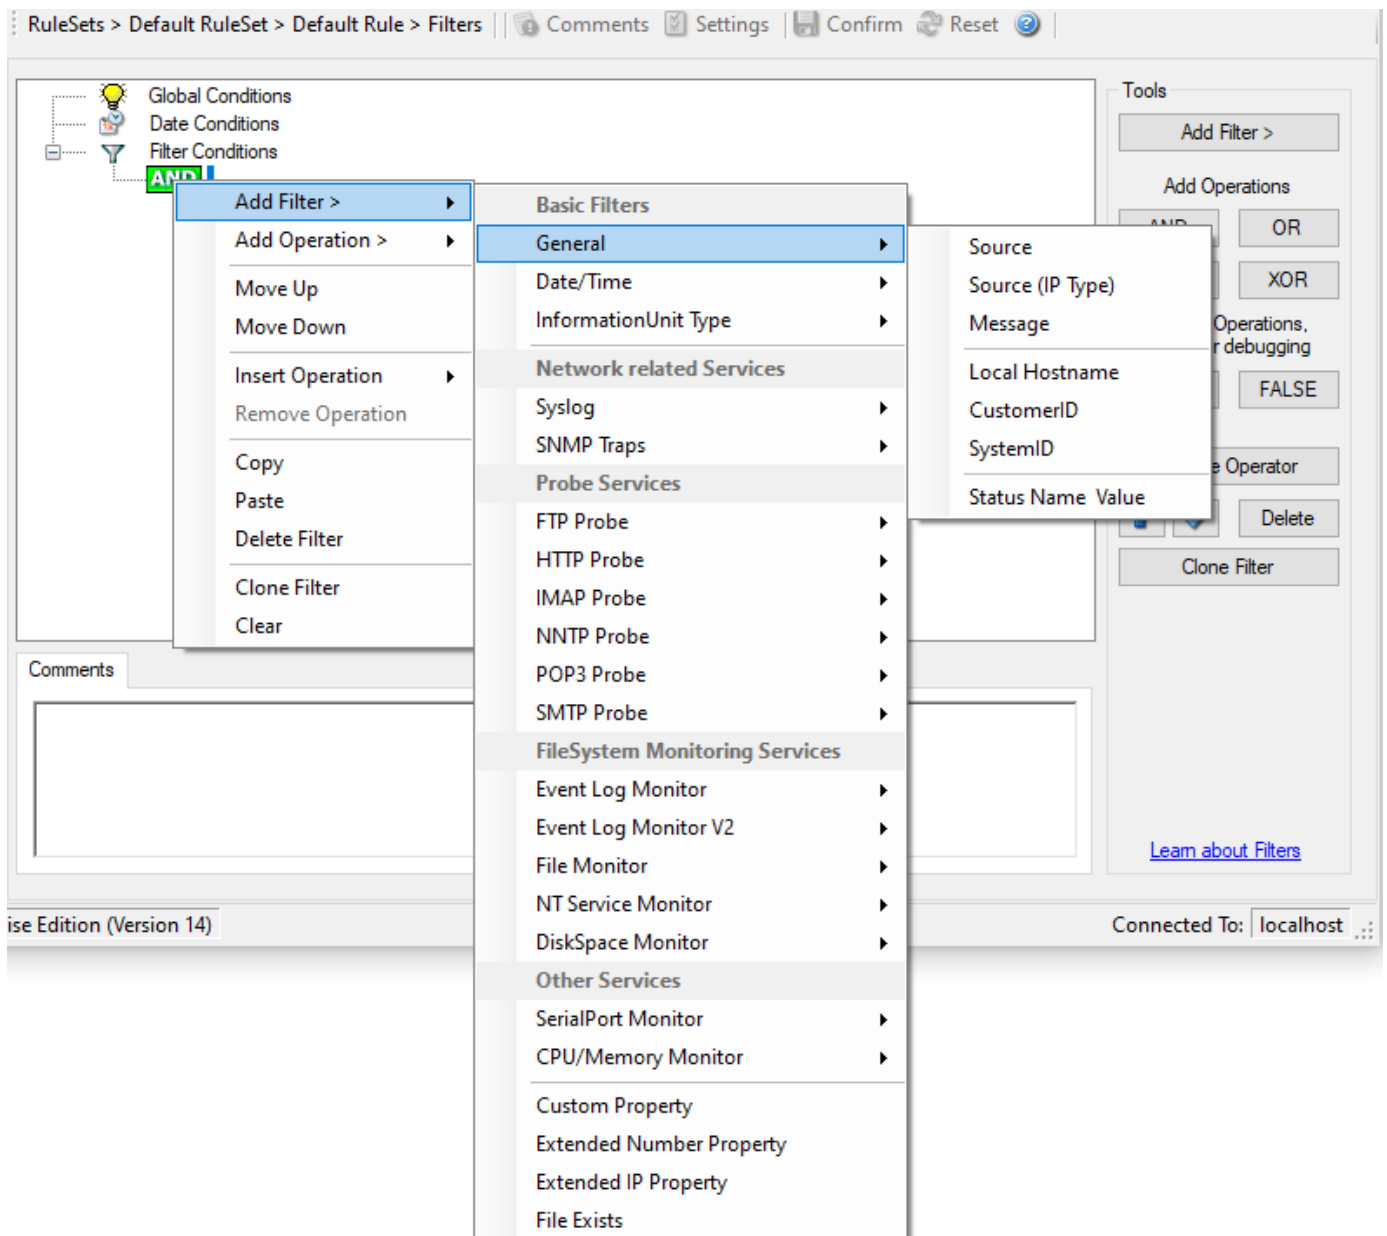 RuleSets > Default RuleSet > Default Rule > Filters Comments Settings Confirm Reset
Global Conditions
Date Conditions
Filter Conditions
AND
Add Filter >
Add Operation >
Move Up
Move Down
Insert Operation
Remove Operation
Copy
Paste
Delete Filter
Clone Filter
Clear
Basic Filters
General
Date/Time
InformationUnit Type
Network related Services
Syslog
SNMP Traps
Probe Services
FTP Probe
HTTP Probe
IMAP Probe
NNTP Probe
POP3 Probe
SMTP Probe
FileSystem Monitoring Services
Event Log Monitor
Event Log Monitor V2
File Monitor
NT Service Monitor
DiskSpace Monitor
Other Services
SerialPort Monitor
CPU/Memory Monitor
Custom Property
Extended Number Property
Extended IP Property
File Exists
Source
Source (IP Type)
Message
Local Hostname
CustomerID
SystemID
Status Name Value
Tools
Add Filter >
Add Operations
AND OR
XOR
Operations,
r debugging
FALSE
e Operator
Delete
Clone Filter
Learn about Filters
Comments
ise Edition (Version 14)
Connected To: localhost